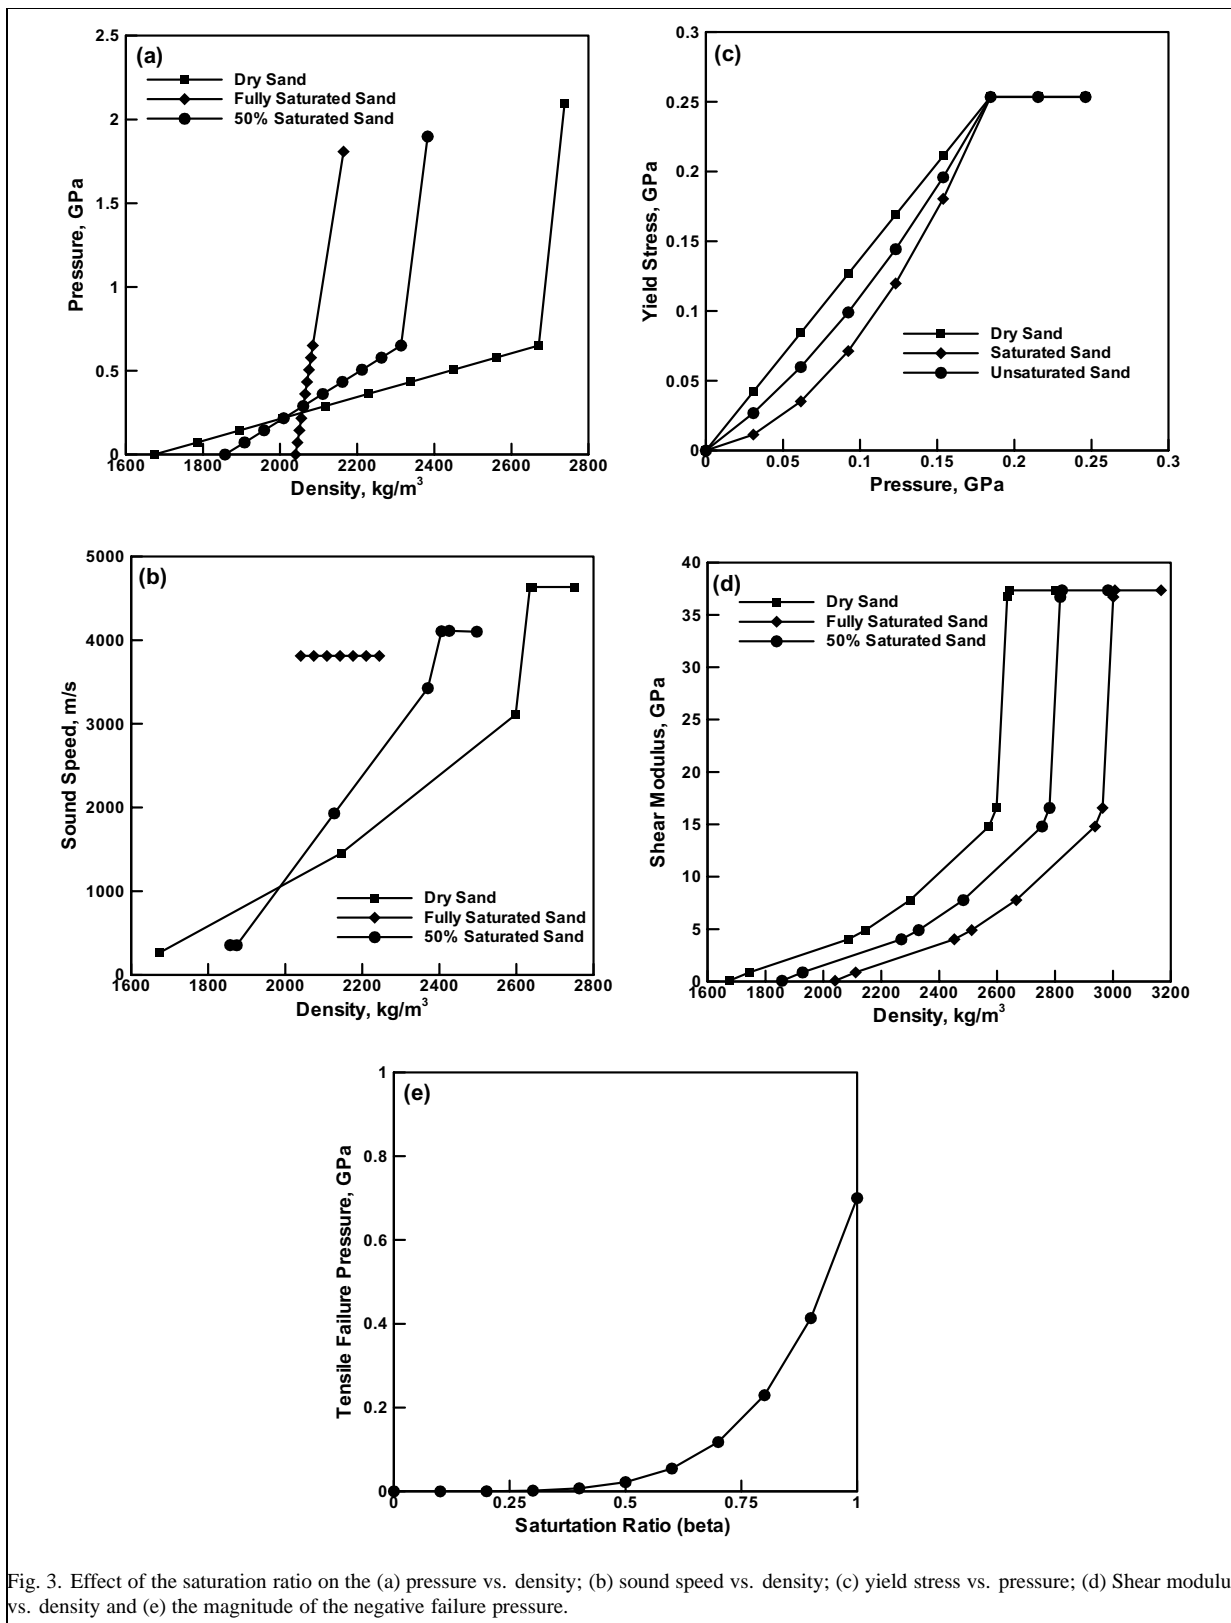 (a)
Dry Sand
Fully Saturated Sand
50% Saturated Sand
Pressure, GPa
2.5
2
1.5
1
0.5
0
1600 1800 2000 2200 2400 2600 2800
Density, kg/m³
(c)
Dry Sand
Saturated Sand
Unsaturated Sand
Yield Stress, GPa
0.3
0.25
0.2
0.15
0.1
0.05
0
0 0.05 0.1 0.15 0.2 0.25 0.3
Pressure, GPa
(b)
Dry Sand
Fully Saturated Sand
50% Saturated Sand
Sound Speed, m/s
5000
4000
3000
2000
1000
0
1600 1800 2000 2200 2400 2600 2800
Density, kg/m³
(d)
Dry Sand
Fully Saturated Sand
50% Saturated Sand
Shear Modulus, GPa
40
35
30
25
20
15
10
5
0
1600 1800 2000 2200 2400 2600 2800 3000 3200
Density, kg/m³
(e)
Tensile Failure Pressure, GPa
1
0.8
0.6
0.4
0.2
0
0 0.25 0.5 0.75 1
Saturtation Ratio (beta)
Fig. 3. Effect of the saturation ratio on the (a) pressure vs. density; (b) sound speed vs. density; (c) yield stress vs. pressure; (d) Shear modulu
vs. density and (e) the magnitude of the negative failure pressure.